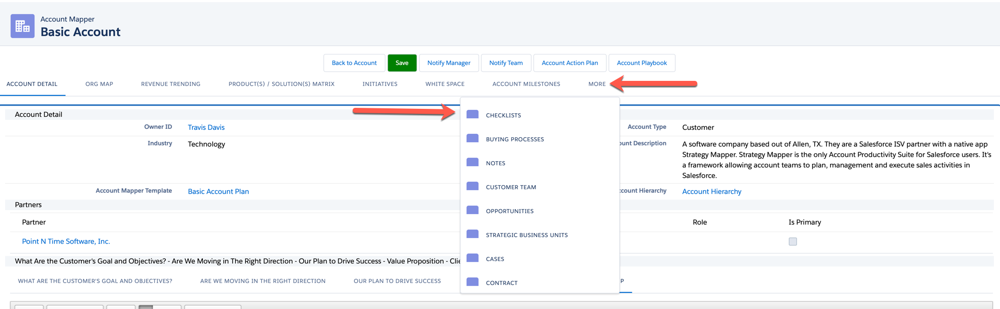 Account Mapper
Basic Account
Back to Account Save Notify Manager Notify Team Account Action Plan Account Playbook
ACCOUNT DETAIL ORG MAP REVENUE TRENDING PRODUCT(S) / SOLUTION(S) MATRIX INITIATIVES WHITE SPACE ACCOUNT MILESTONES MORE
CHECKLISTS
BUYING PROCESSES
NOTES
CUSTOMER TEAM
OPPORTUNITIES
STRATEGIC BUSINESS UNITS
CASES
CONTRACT
Account Detail
Owner ID Travis Davis
Account Type Customer
Industry Technology
ount Description A software company based out of Allen, TX. They are a Salesforce ISV partner with a native app
Strategy Mapper. Strategy Mapper is the only Account Productivity Suite for Salesforce users. It's
a framework allowing account teams to plan, management and execute sales activities in
Salesforce.
Account Mapper Template Basic Account Plan
ccount Hierarchy Account Hierarchy
Partners
Partner Role Is Primary
Point N Time Software, Inc.
What Are the Customer's Goal and Objectives? - Are We Moving in The Right Direction - Our Plan to Drive Success - Value Proposition - Clie
WHAT ARE THE CUSTOMER'S GOAL AND OBJECTIVES? ARE WE MOVING IN THE RIGHT DIRECTION OUR PLAN TO DRIVE SUCCESS P